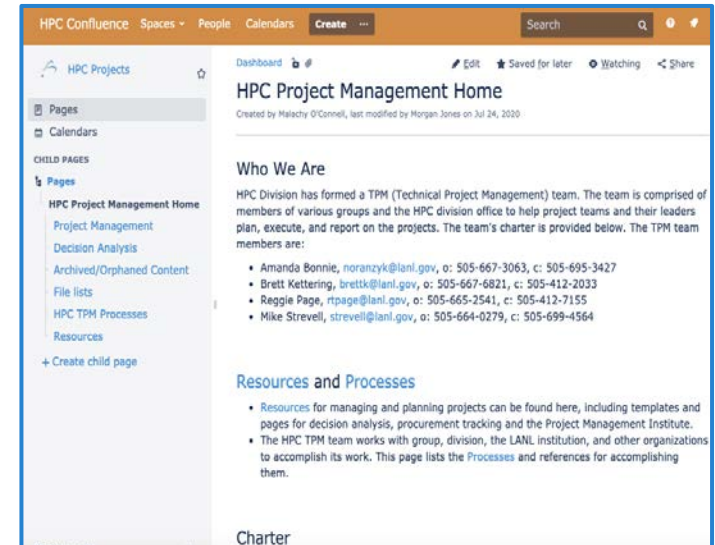 HPC Confluence Spaces People Calendars Create ··· Search
HPC Projects
Pages
Calendars
CHILD PAGES
Pages
HPC Project Management Home
Project Management
Decision Analysis
Archived/Orphaned Content
File lists
HPC TPM Processes
Resources
+ Create child page
Dashboard Edit Saved for later Watching Share
HPC Project Management Home
Created by Malachy O'Connell, last modified by Morgan Jones on Jul 24, 2020
Who We Are
HPC Division has formed a TPM (Technical Project Management) team. The team is comprised of
members of various groups and the HPC division office to help project teams and their leaders
plan, execute, and report on the projects. The team's charter is provided below. The TPM team
members are:
• Amanda Bonnie, noranzyk@lanl.gov, o: 505-667-3063, c: 505-695-3427
• Brett Kettering, brettk@lanl.gov, o: 505-667-6821, c: 505-412-2033
• Reggie Page, rtpage@lanl.gov, o: 505-665-2541, c: 505-412-7155
• Mike Strevell, strevell@lanl.gov, o: 505-664-0279, c: 505-699-4564
Resources and Processes
• Resources for managing and planning projects can be found here, including templates and
pages for decision analysis, procurement tracking and the Project Management Institute.
• The HPC TPM team works with group, division, the LANL institution, and other organizations
to accomplish its work. This page lists the Processes and references for accomplishing
them.
Charter